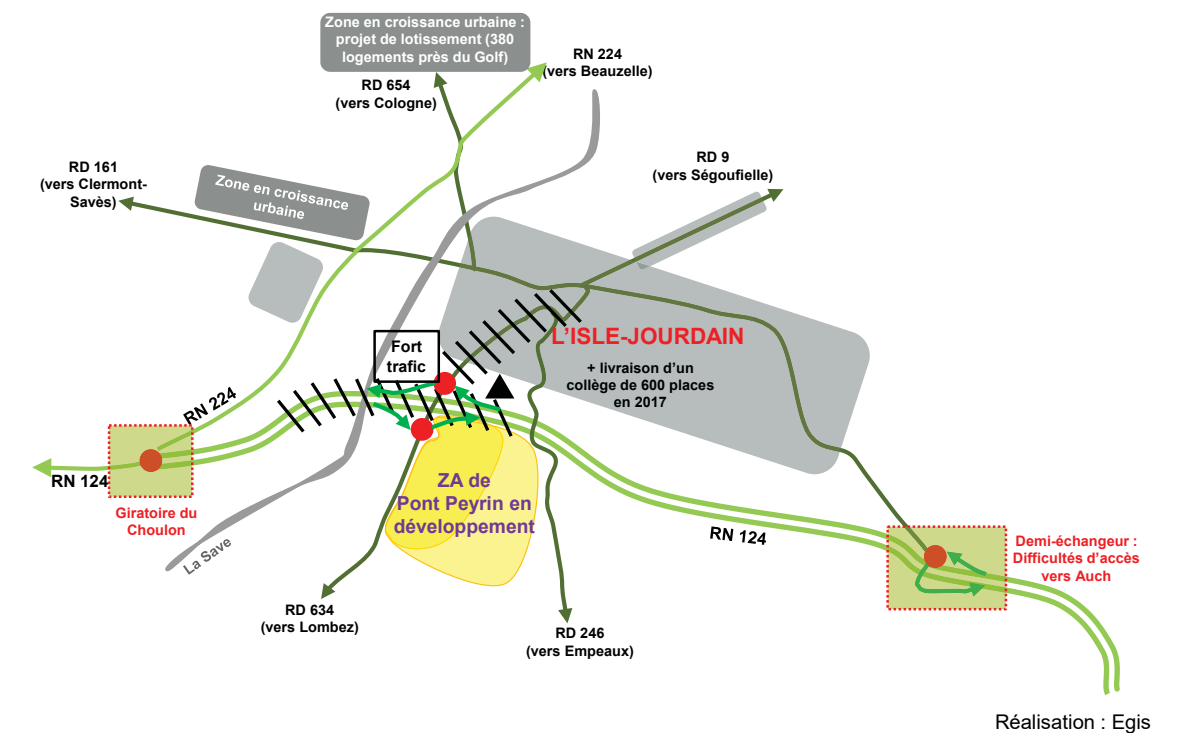 Zone en croissance urbaine :
projet de lotissement (380
logements près du Golf)
RN 224
(vers Beauzelle)
RD 654
(vers Cologne)
RD 9
(vers Ségoufielle)
RD 161
(vers Clermont-
Savès)
Zone en croissance
urbaine
L'ISLE-JOURDAIN
+ livraison d'un
collège de 600 places
en 2017
Fort
trafic
RN 224
RN 124
Giratoire du
Choulon
ZA de
Pont Peyrin en
développement
La Save
RN 124
Demi-échangeur :
Difficultés d'accès
vers Auch
RD 634
(vers Lombez)
RD 246
(vers Empeaux)
Réalisation : Egis